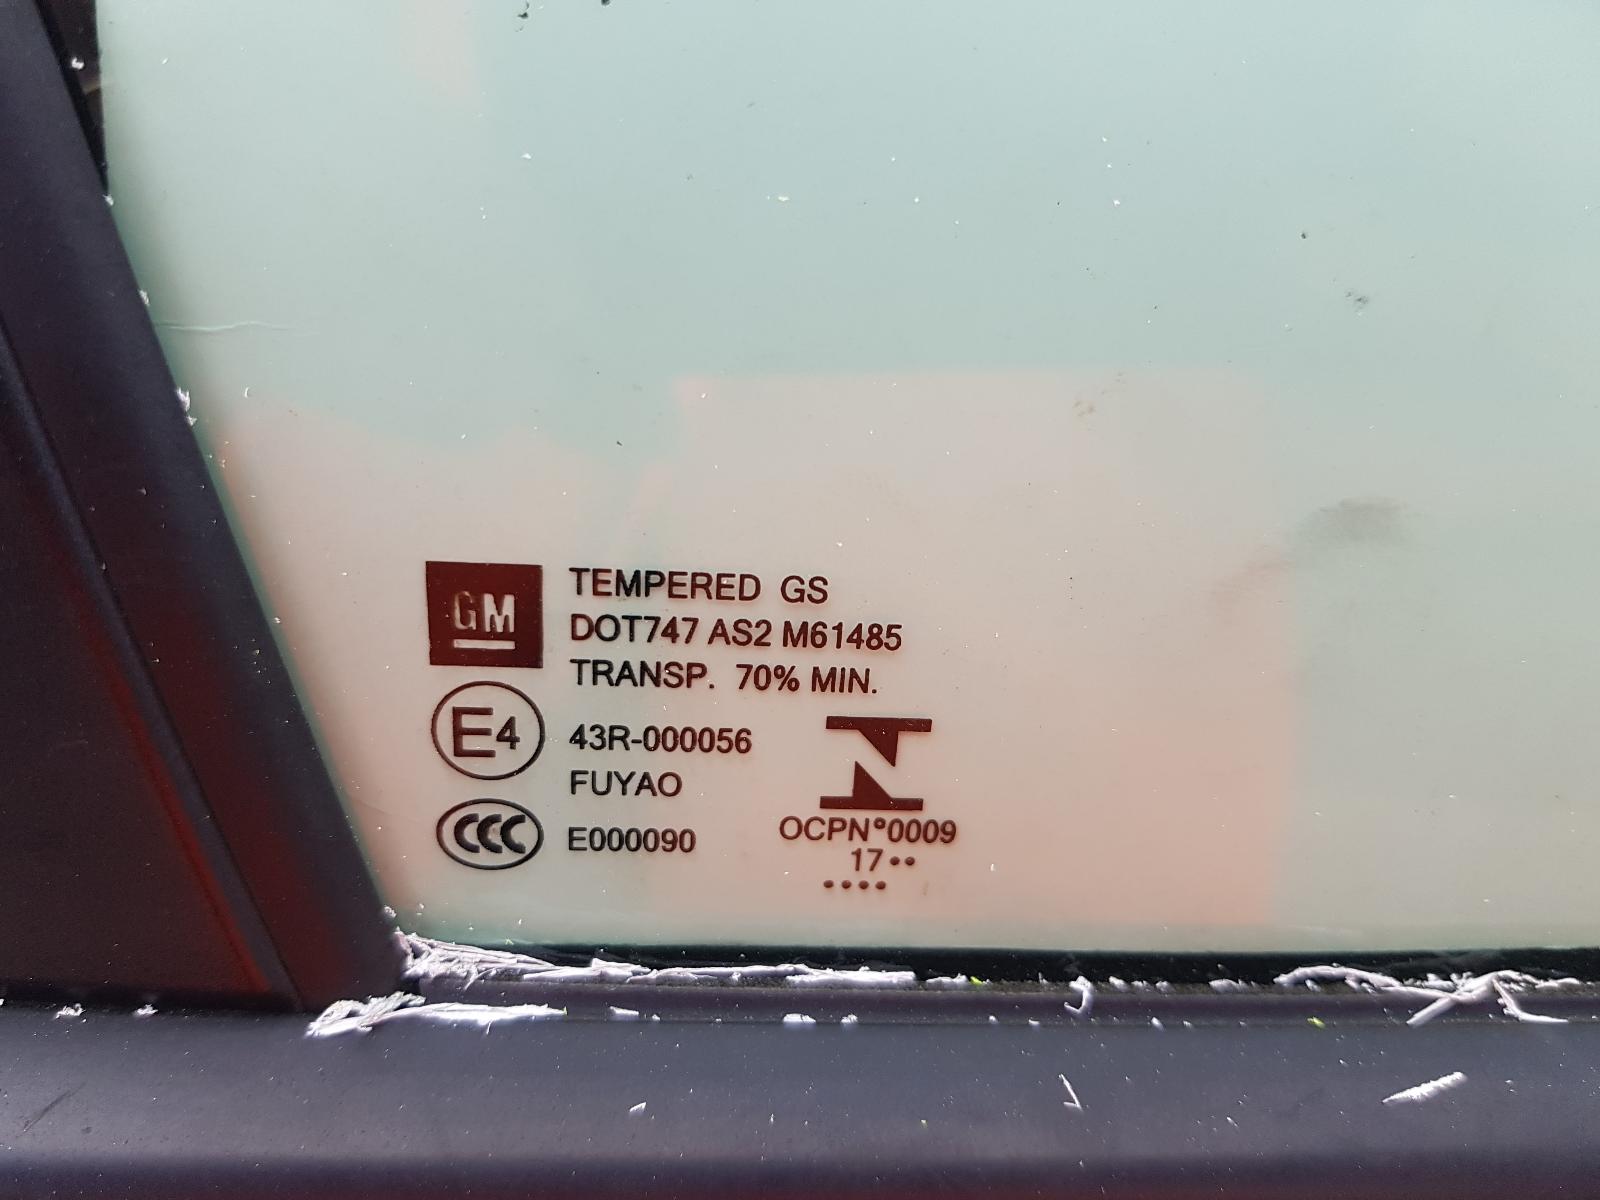 GM
TEMPERED GS
DOT747 AS2 M61485
TRANSP. 70% MIN.
E4
43R-000056
FUYAO
CCC
E000090
OCPN°0009
17••
••••